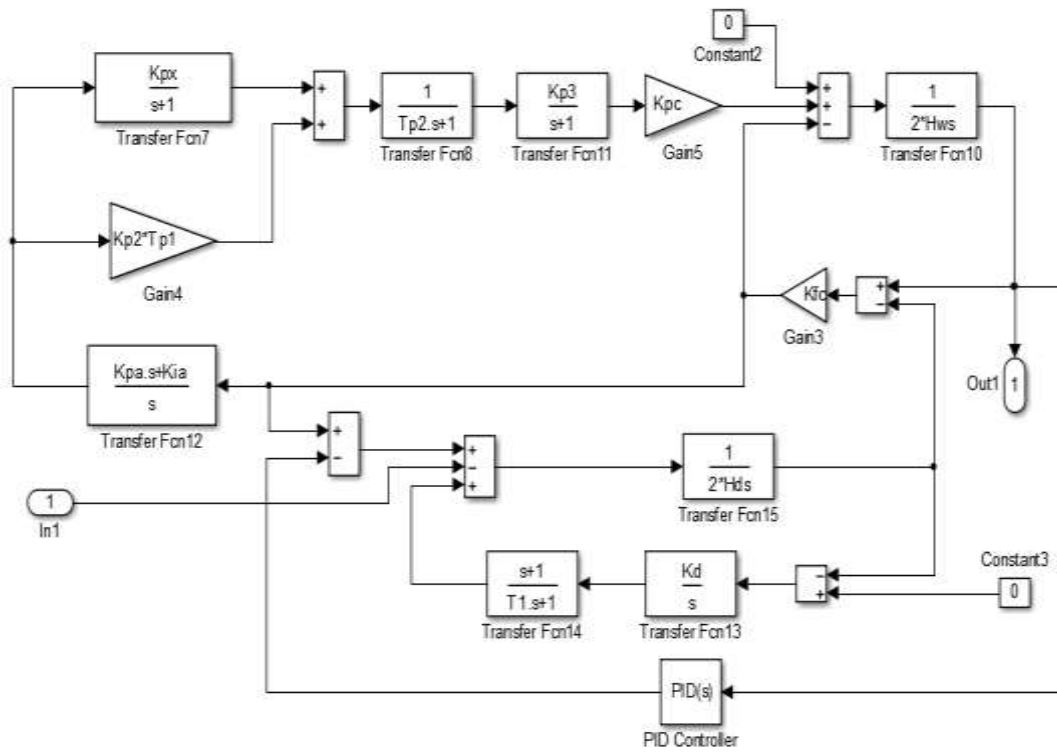 0
Constant2
Kpx
s+1
Transfer Fcn7
+
+
1
Tp2.s+1
Transfer Fcn8
Kp3
s+1
Transfer Fcn11
Kpc
Gain5
+
+
−
1
2*Hws
Transfer Fcn10
Kp2*Tp1
Gain4
Kfc
Gain3
+
−
Out1
1
Kpa.s+Kia
s
Transfer Fcn12
+
−
+
−
+
1
2*Hds
Transfer Fcn15
1
In1
s+1
T1.s+1
Transfer Fcn14
Kd
s
Transfer Fcn13
−
+
Constant3
0
PID(s)
PID Controller